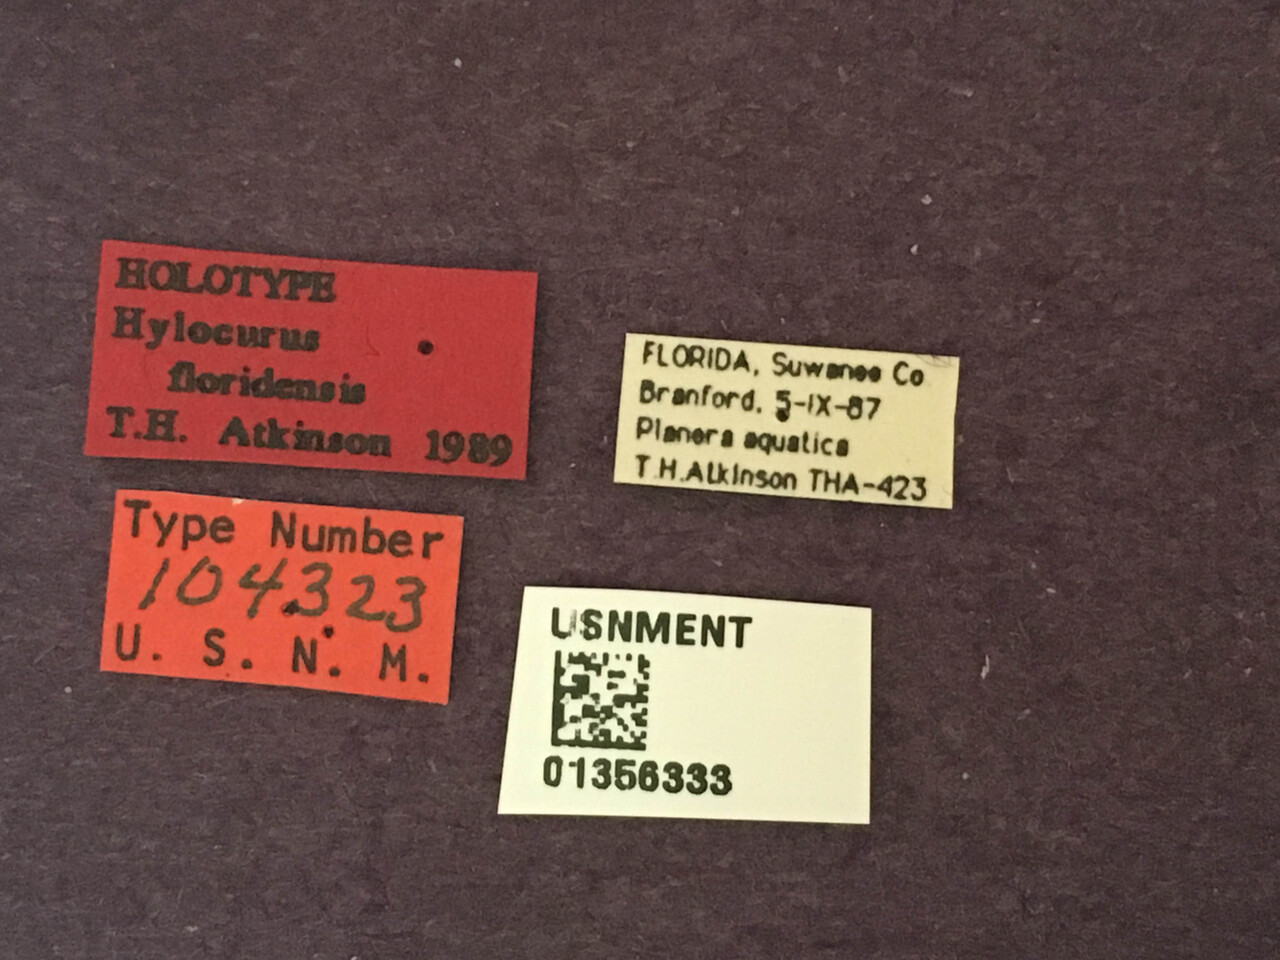 HOLOTYPE
Hylocurus
floridensis
T.H. Atkinson 1989
FLORIDA, Suwanee Co
Branford, 5-IX-87
Planera aquatica
T.H.Atkinson THA-423
Type Number
104323
U. S. N. M.
USNMENT
01356333